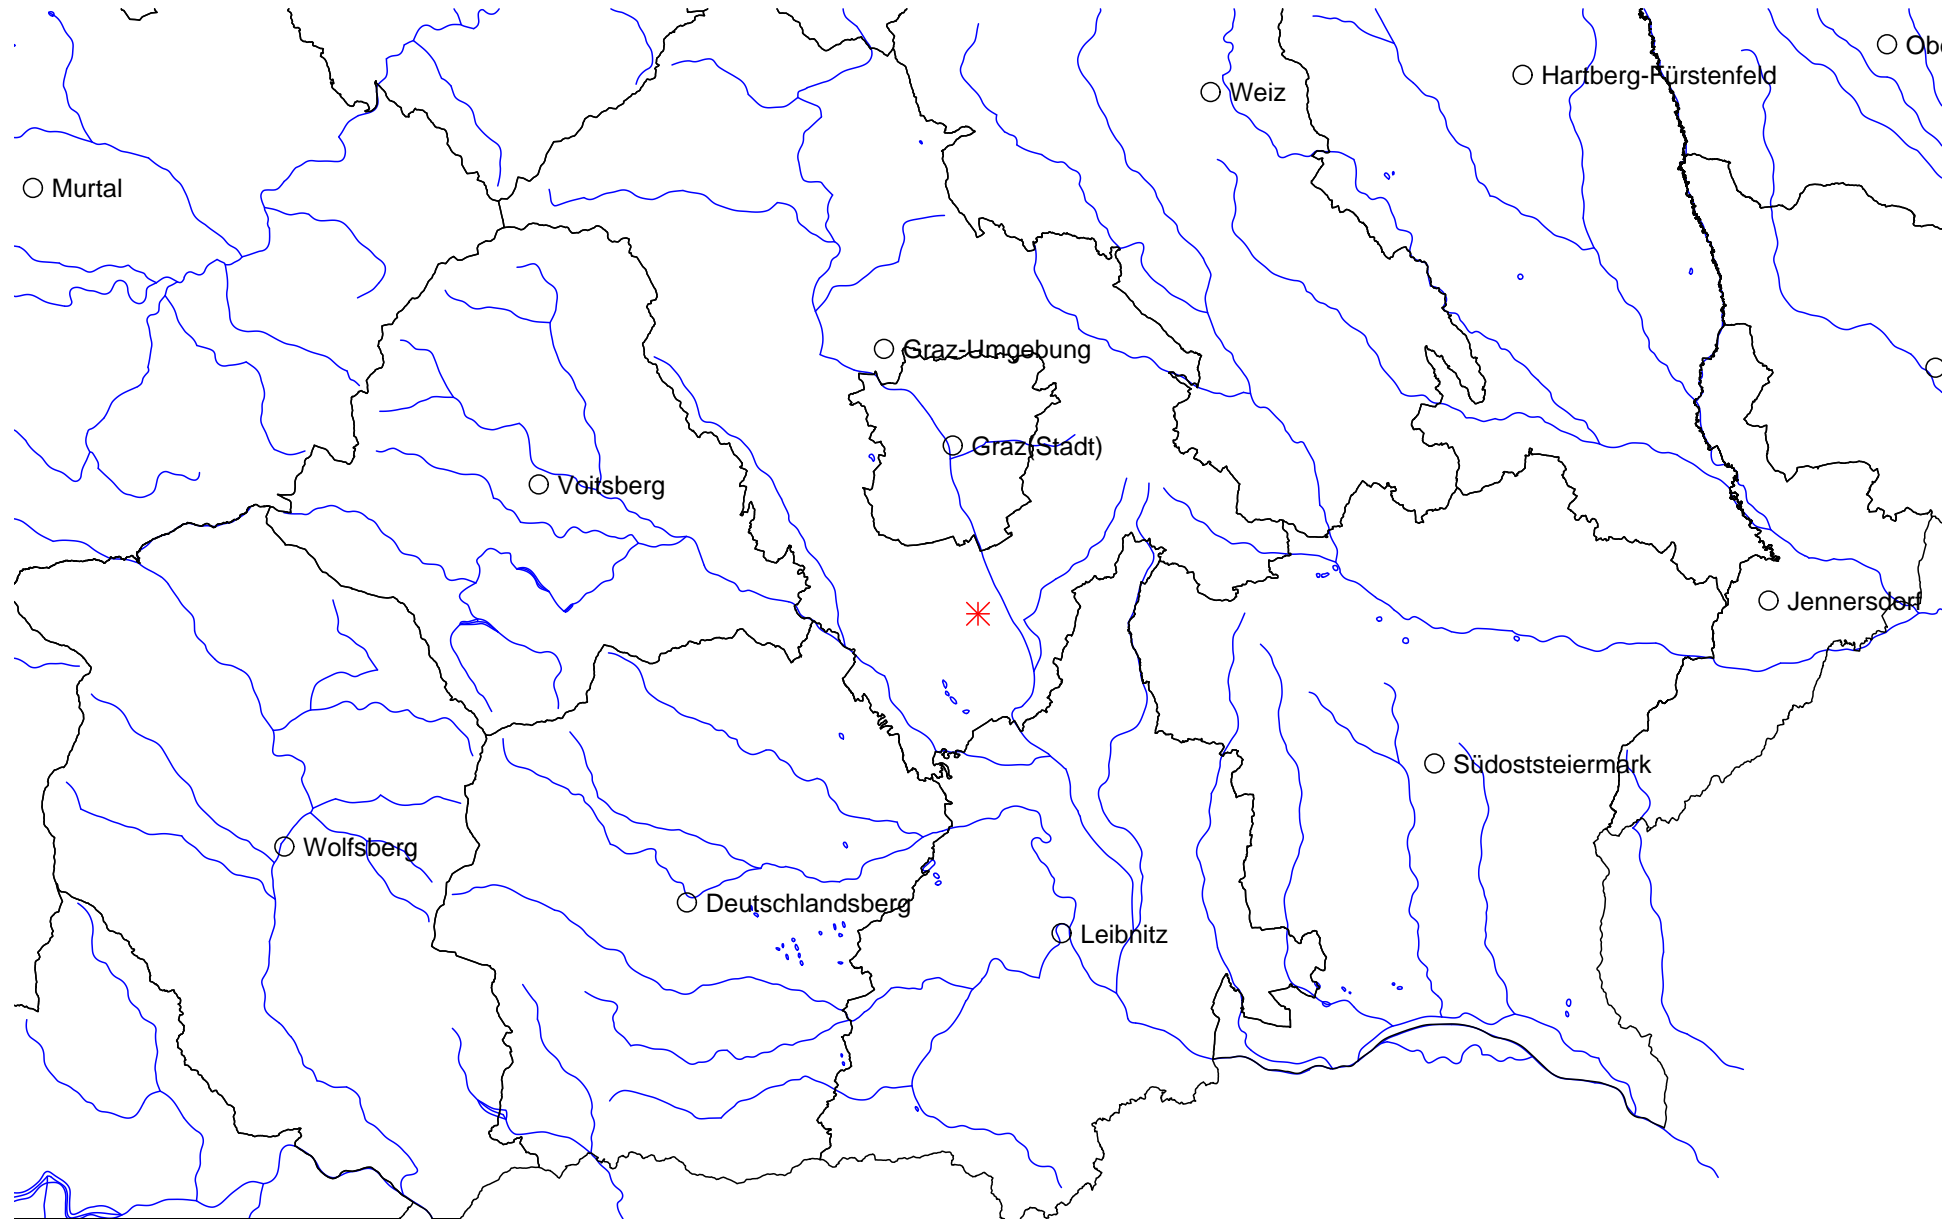 Obe
Hartberg-Fürstenfeld
Weiz
Murtal
Graz-Umgebung
Graz(Stadt)
Voitsberg
Jennersdorf
Südoststeiermark
Wolfsberg
Deutschlandsberg
Leibnitz